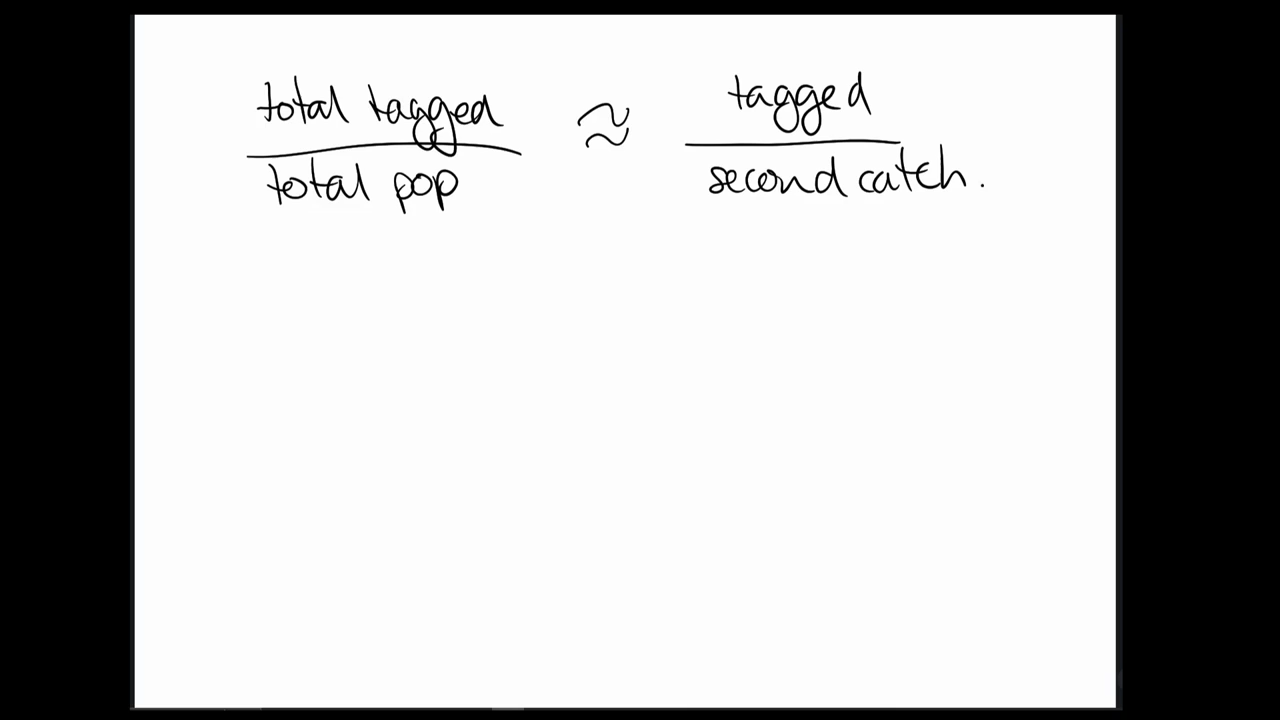 total tagged ≈ tagged
total pop second catch.